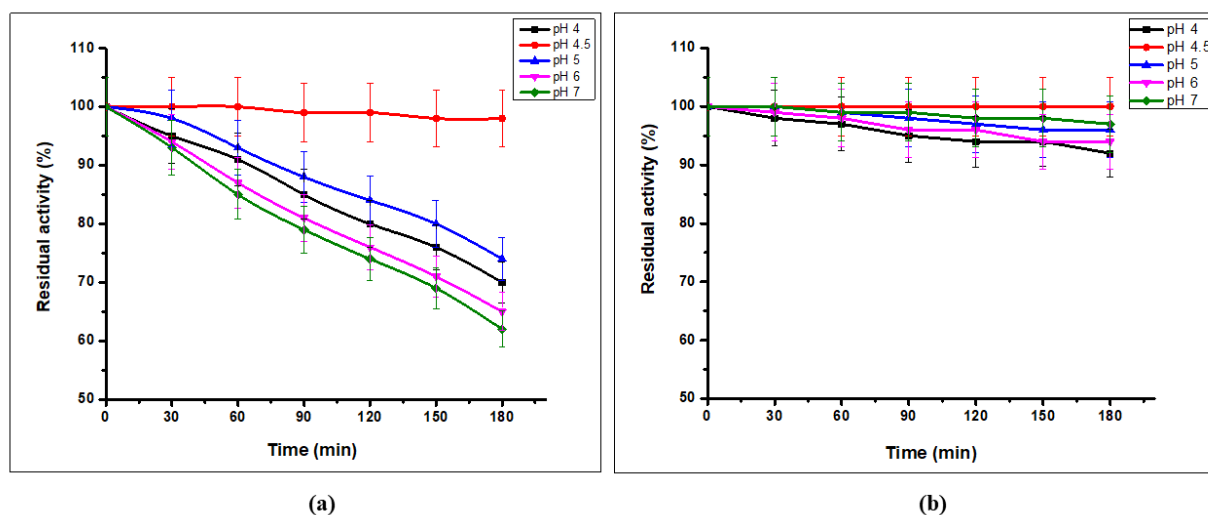 pH 4
pH 4.5
pH 5
pH 6
pH 7
110
100
90
80
70
60
50
Residual activity (%)
0 30 60 90 120 150 180
Time (min)
(a)
pH 4
pH 4.5
pH 5
pH 6
pH 7
110
100
90
80
70
60
50
Residual activity (%)
0 30 60 90 120 150 180
Time (min)
(b)